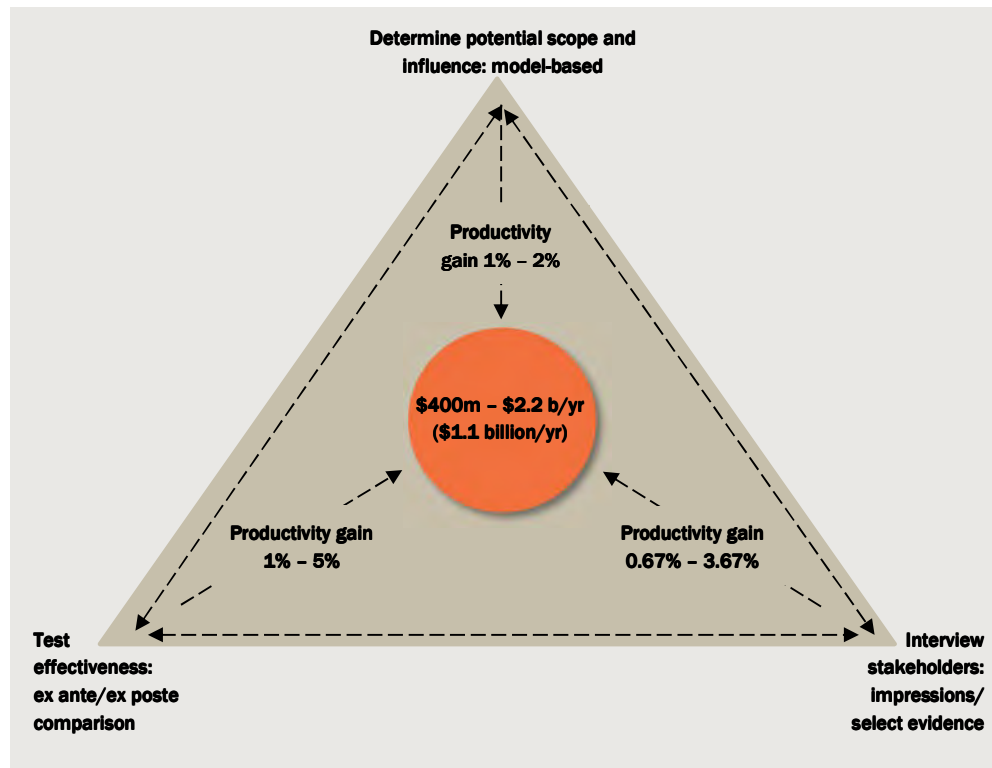 Determine potential scope and
influence: model-based
Productivity
gain 1% – 2%
$400m – $2.2 b/yr
($1.1 billion/yr)
Productivity gain
1% – 5%
Productivity gain
0.67% – 3.67%
Test
effectiveness:
ex ante/ex poste
comparison
Interview
stakeholders:
impressions/
select evidence